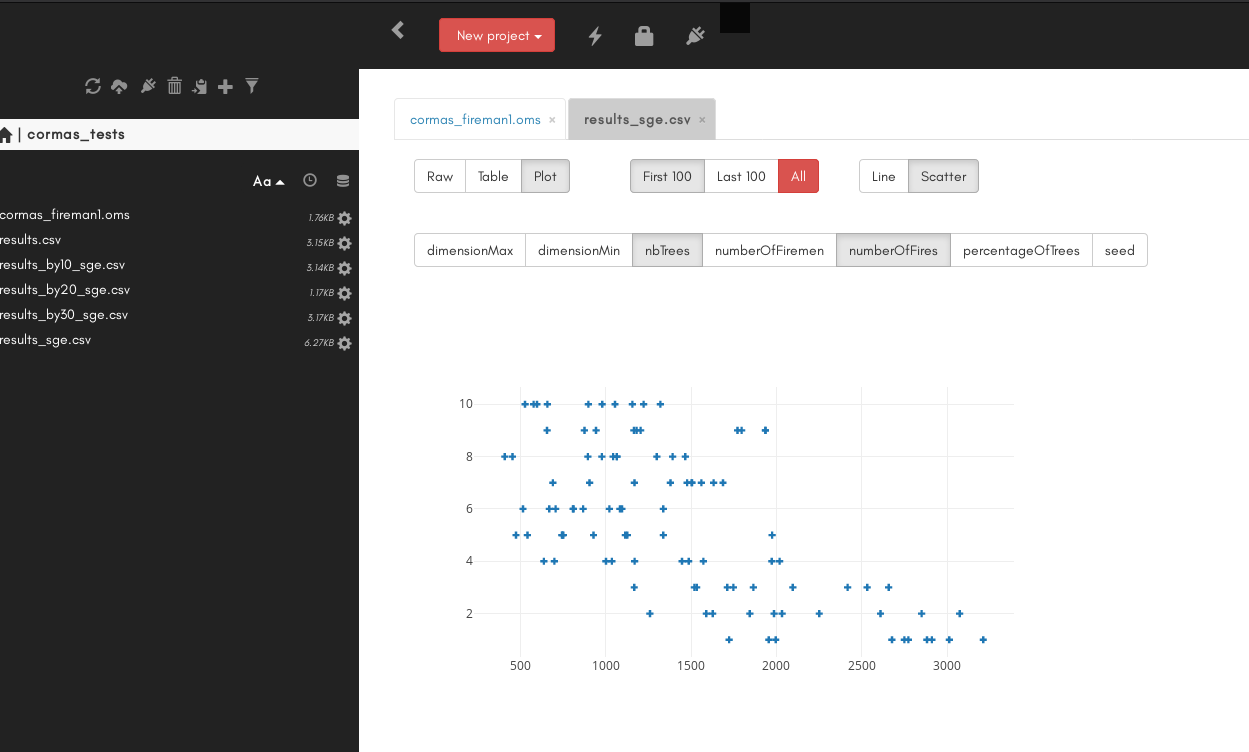 New project
| cormas_tests
cormas_fireman1.oms × results_sge.csv ×
Raw Table Plot First 100 Last 100 All Line Scatter
Aa
cormas_fireman1.oms 1.76KB
results.csv 3.15KB
results_by10_sge.csv 3.14KB
results_by20_sge.csv 1.17KB
results_by30_sge.csv 3.17KB
results_sge.csv 6.27KB
dimensionMax dimensionMin nbTrees numberOfFiremen numberOfFires percentageOfTrees seed
10
8
6
4
2
500 1000 1500 2000 2500 3000